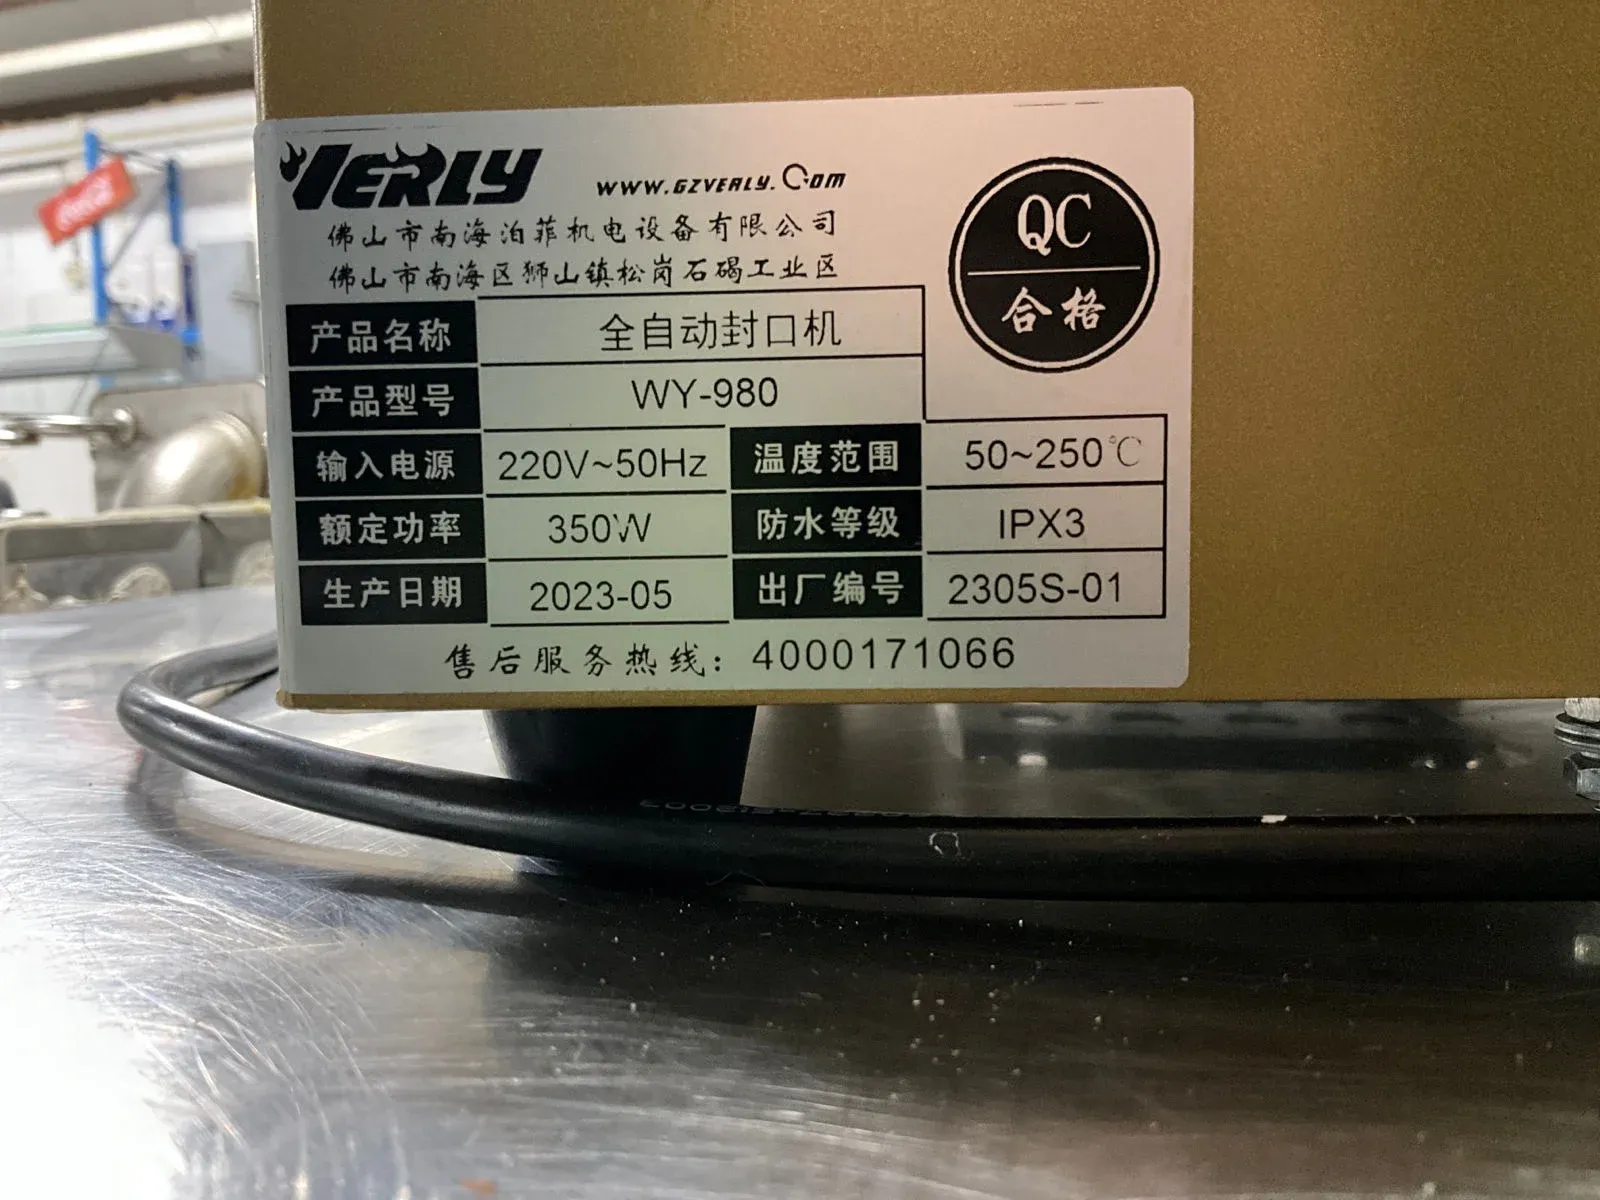 VERLY www.GZVERLY.Com
佛山市南海泊菲机电设备有限公司
佛山市南海区狮山镇松岗石碣工业区
QC
合格
产品名称 全自动封口机
产品型号 WY-980
输入电源 220V~50Hz 温度范围 50~250℃
额定功率 350W 防水等级 IPX3
生产日期 2023-05 出厂编号 2305S-01
售后服务热线: 4000171066